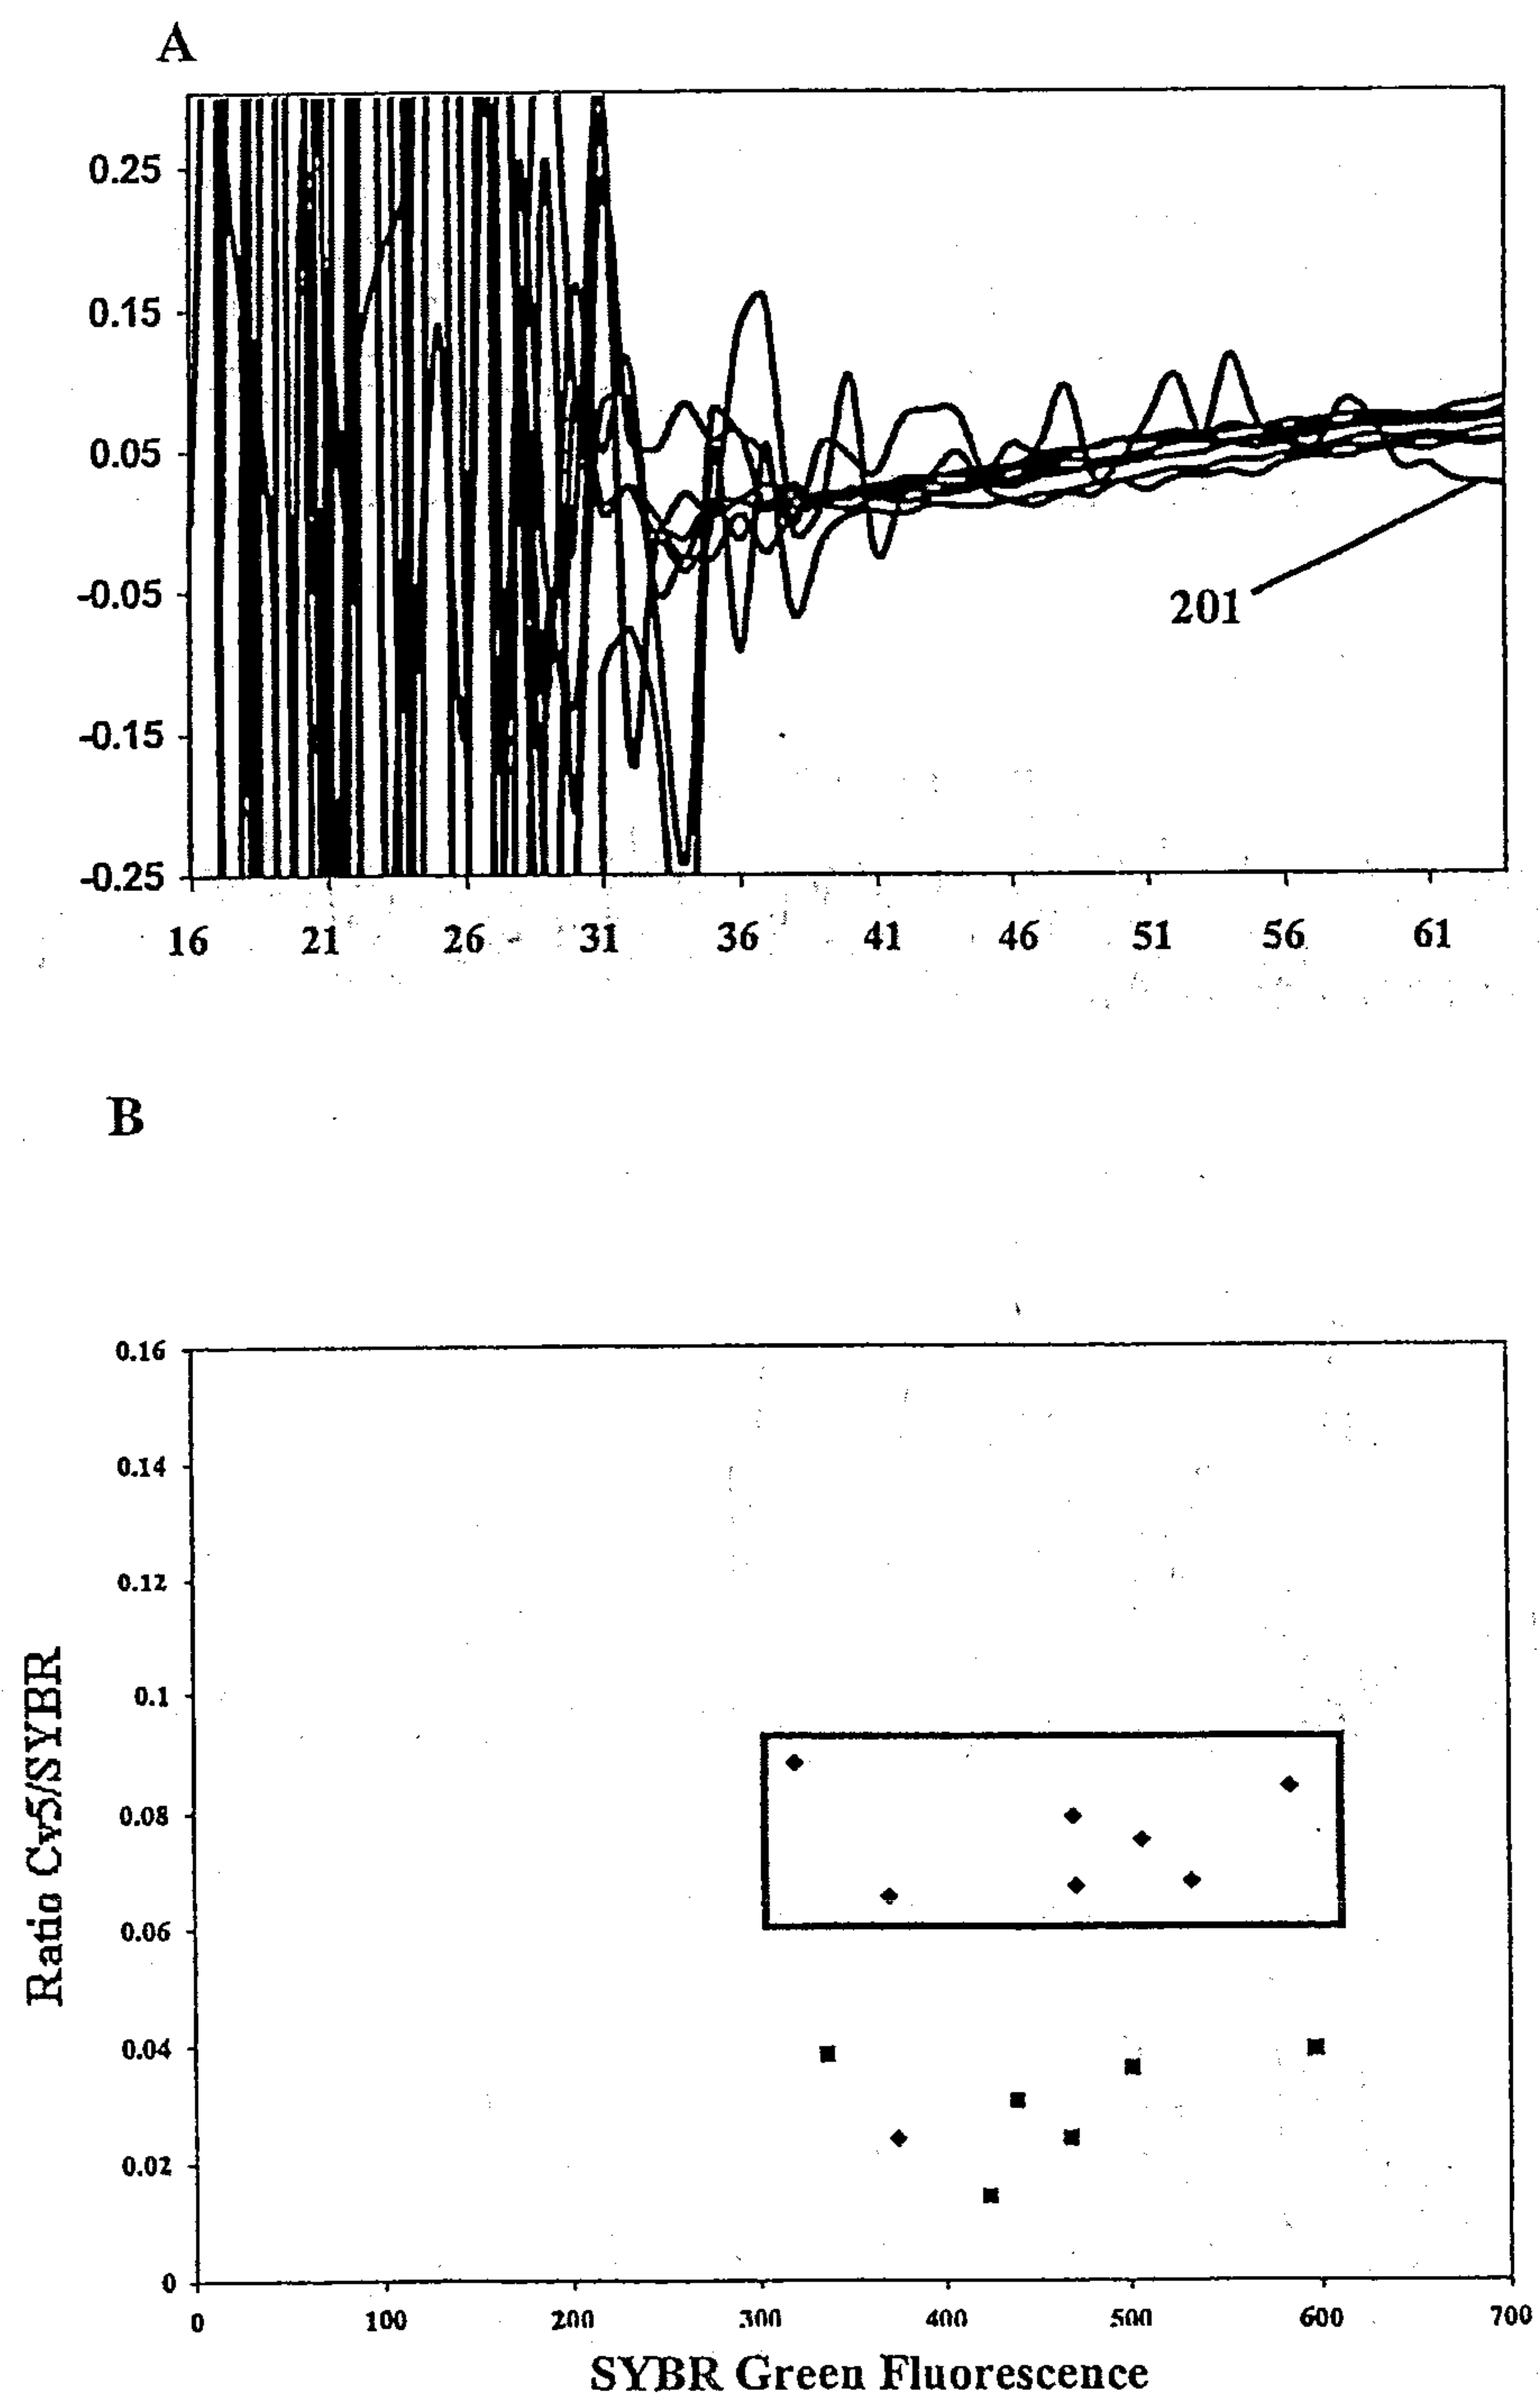 A
0.25
0.15
0.05
-0.05
-0.15
-0.25
201
16 21 26 31 36 41 46 51 56 61
B
0.16
0.14
0.12
0.1
0.08
0.06
0.04
0.02
0
Ratio Cy5/SYBR
0 100 200 300 400 500 600 700
SYBR Green Fluorescence